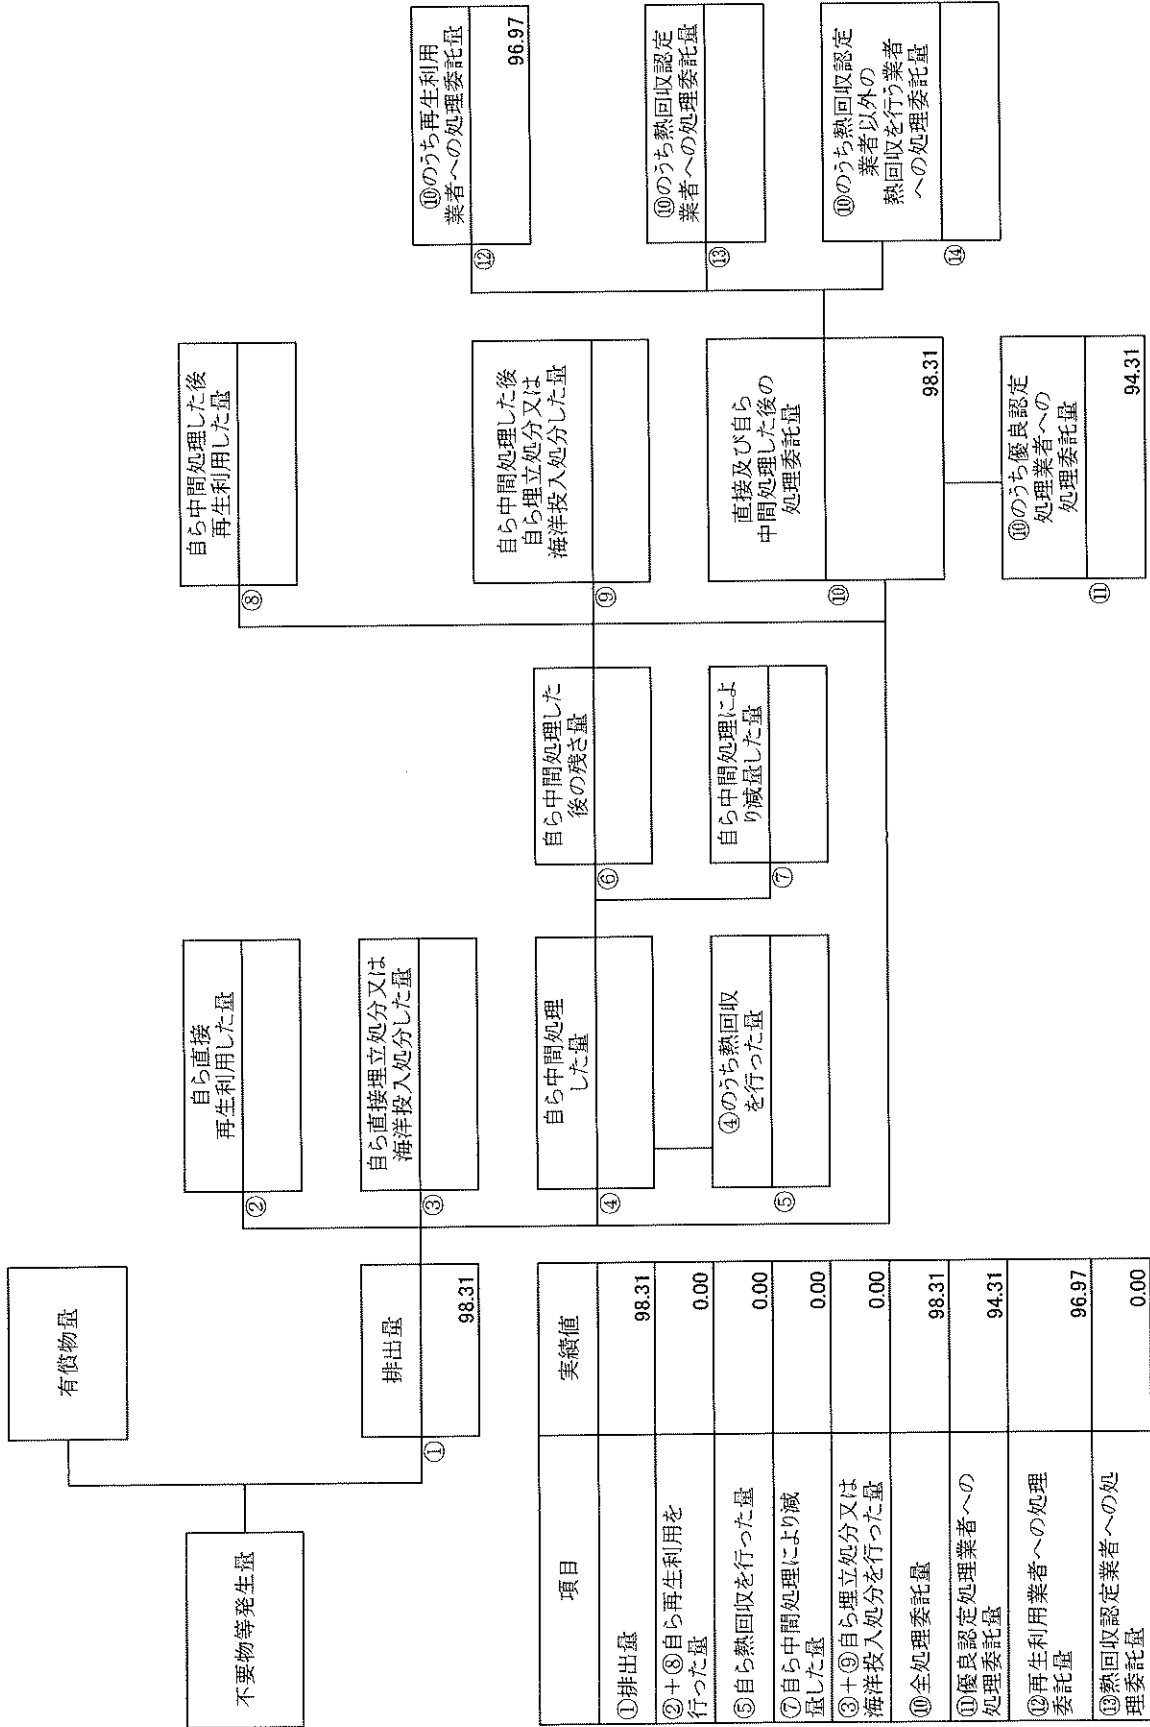 有償物量
不要物等発生量
排出量
①
98.31
自ら直接
再生利用した量
②
自ら直接埋立処分又は
海洋投入処分した量
③
自ら中間処理
した量
④
④のうち熱回収
を行った量
⑤
自ら中間処理した
後の残さ量
⑥
自ら中間処理によ
り減量した量
⑦
自ら中間処理した後
再生利用した量
⑧
自ら中間処理した後
自ら埋立処分又は
海洋投入処分した量
⑨
直接及び自ら
中間処理した後の
処理委託量
⑩
98.31
⑩のうち優良認定
処理業者への
処理委託量
⑪
94.31
⑩のうち再生利用
業者への処理委託量
⑫
96.97
⑩のうち熱回収認定
業者への処理委託量
⑬
⑩のうち熱回収認定
業者以外の
熱回収を行う業者
への処理委託量
⑭
項目 実績値
①排出量 98.31
②+⑧自ら再生利用を
行った量 0.00
⑤自ら熱回収を行った量 0.00
⑦自ら中間処理により減
量した量 0.00
③+⑨自ら埋立処分又は
海洋投入処分を行った量 0.00
⑩全処理委託量 98.31
⑪優良認定処理業者への
処理委託量 94.31
⑫再生利用業者への処理
委託量 96.97
⑬熱回収認定業者への処
理委託量 0.00